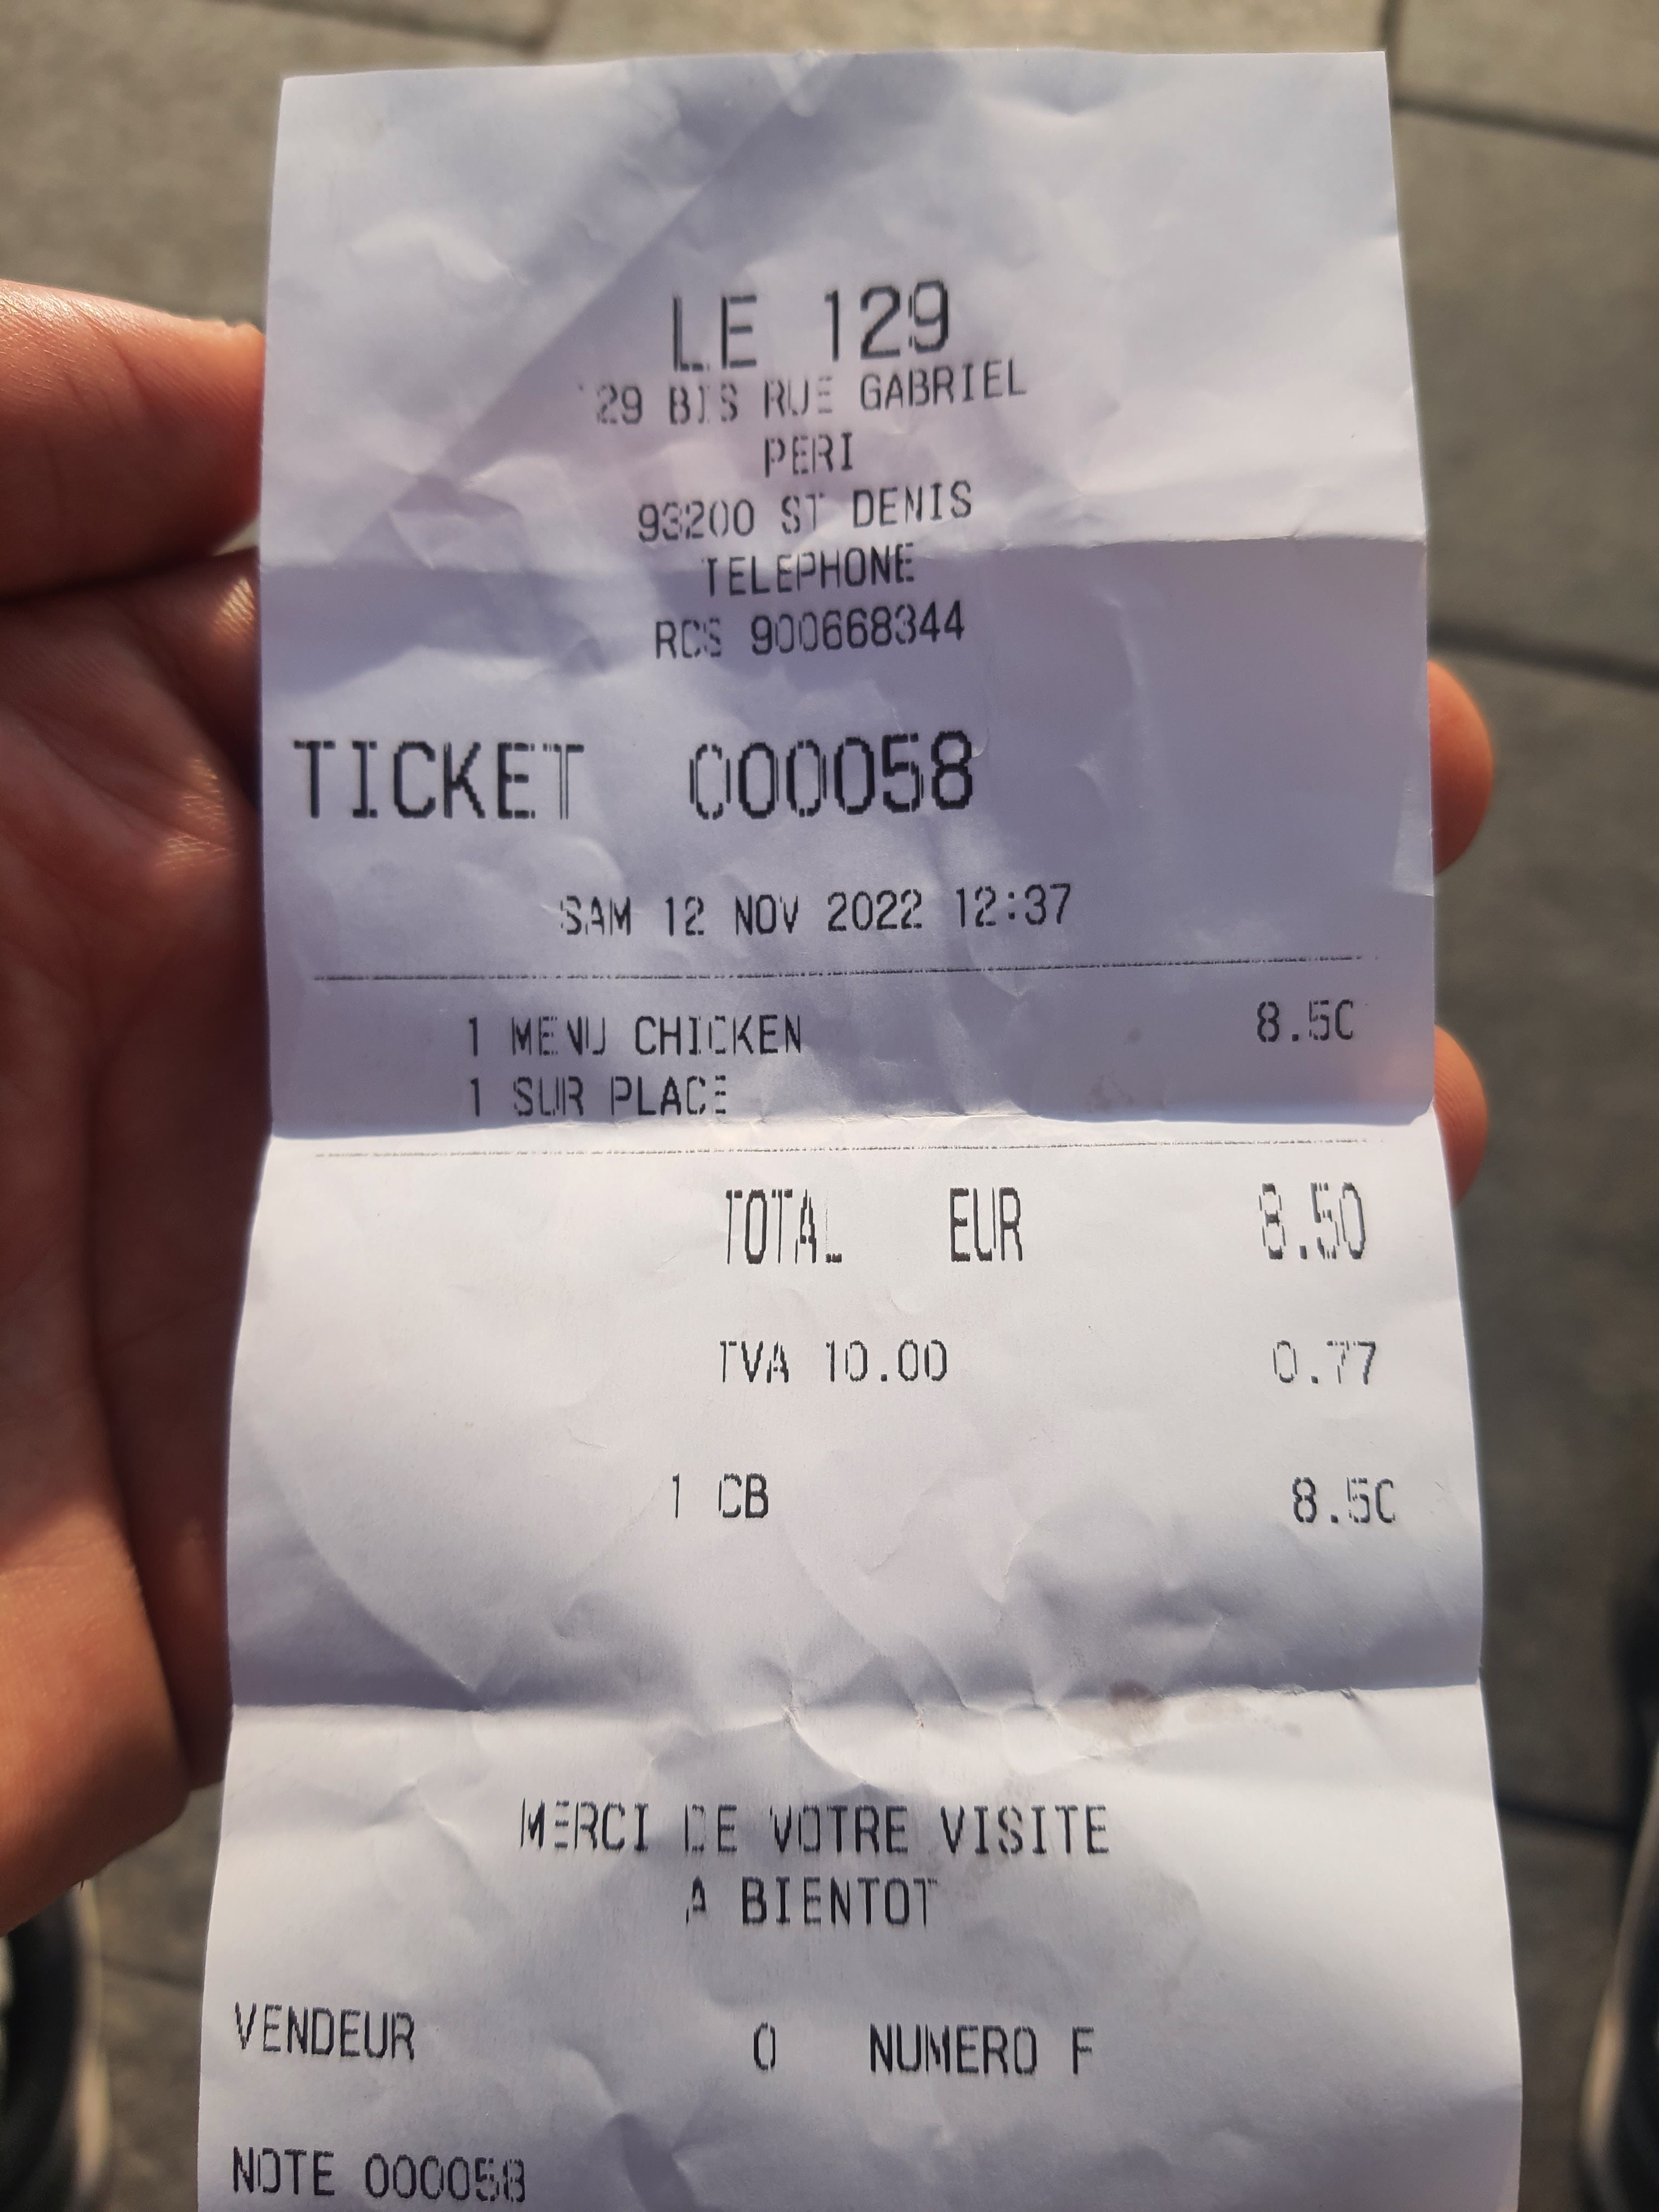 LE 129
129 BIS RUE GABRIEL
PERI
93200 ST DENIS
TELEPHONE
RCS 900668344
TICKET 000058
SAM 12 NOV 2022 12:37
1 MENU CHICKEN 8.50
1 SUR PLACE
TOTAL EUR 8.50
TVA 10.00 0.77
1 CB 8.50
MERCI DE VOTRE VISITE
A BIENTOT
VENDEUR 0 NUMERO F
NOTE 000058